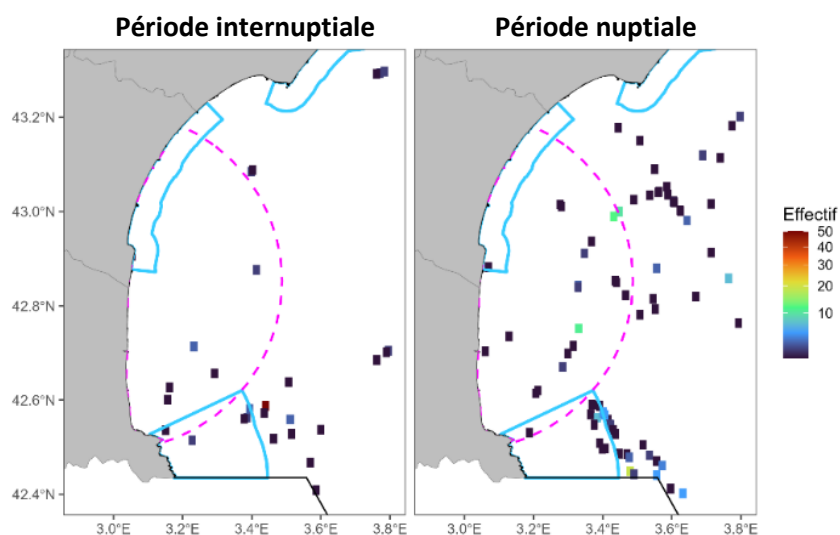 Période internuptiale
Période nuptiale
43.2°N
43.0°N
42.8°N
42.6°N
42.4°N
3.0°E
3.2°E
3.4°E
3.6°E
3.8°E
3.0°E
3.2°E
3.4°E
3.6°E
3.8°E
Effectif
50
40
30
20
10